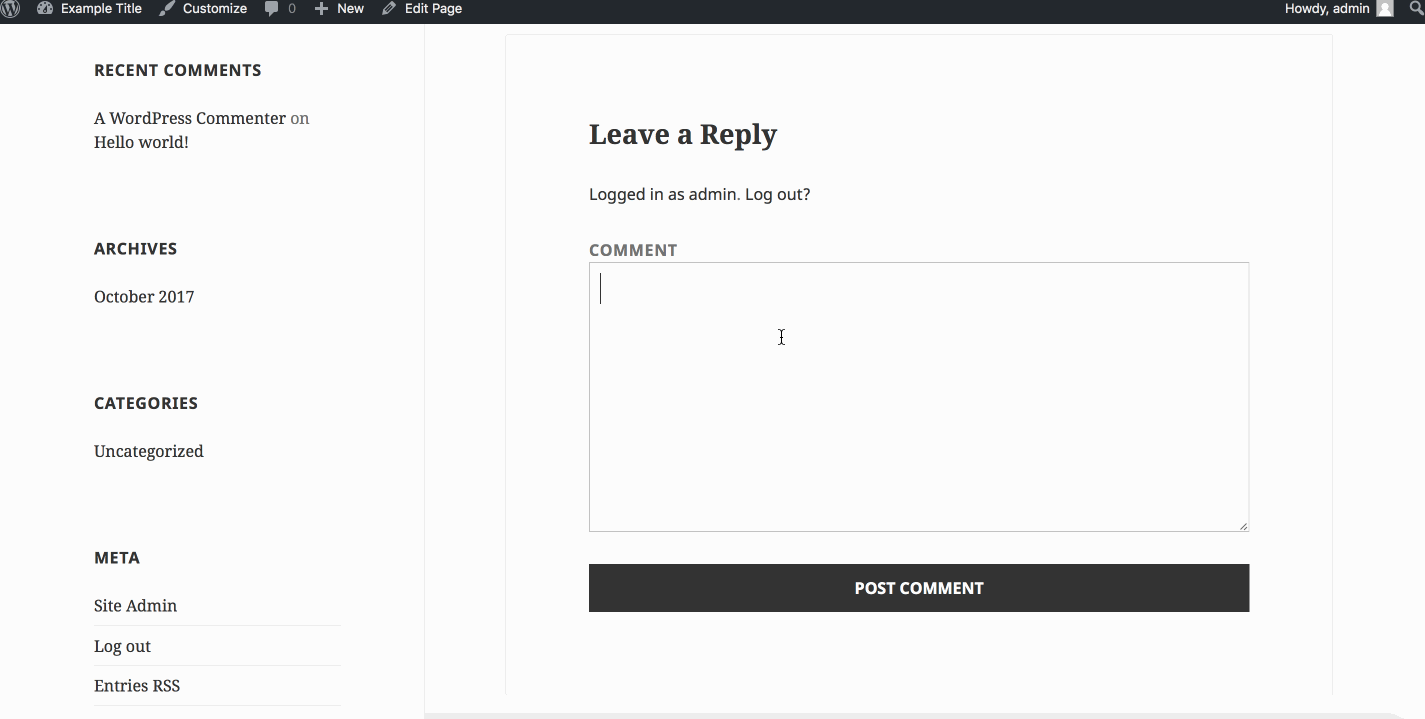 Example Title Customize 0 New Edit Page Howdy, admin
RECENT COMMENTS
A WordPress Commenter on
Hello world!
ARCHIVES
October 2017
CATEGORIES
Uncategorized
META
Site Admin
Log out
Entries RSS
Leave a Reply
Logged in as admin. Log out?
COMMENT
POST COMMENT